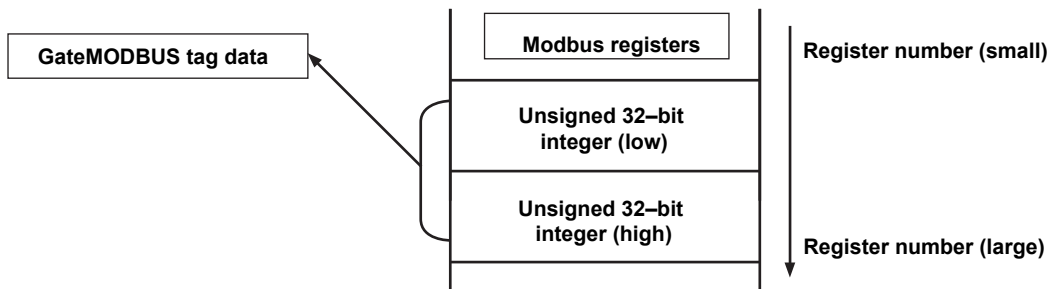 Modbus registers
GateMODBUS tag data
Register number (small)
Unsigned 32–bit
integer (low)
Unsigned 32–bit
integer (high)
Register number (large)